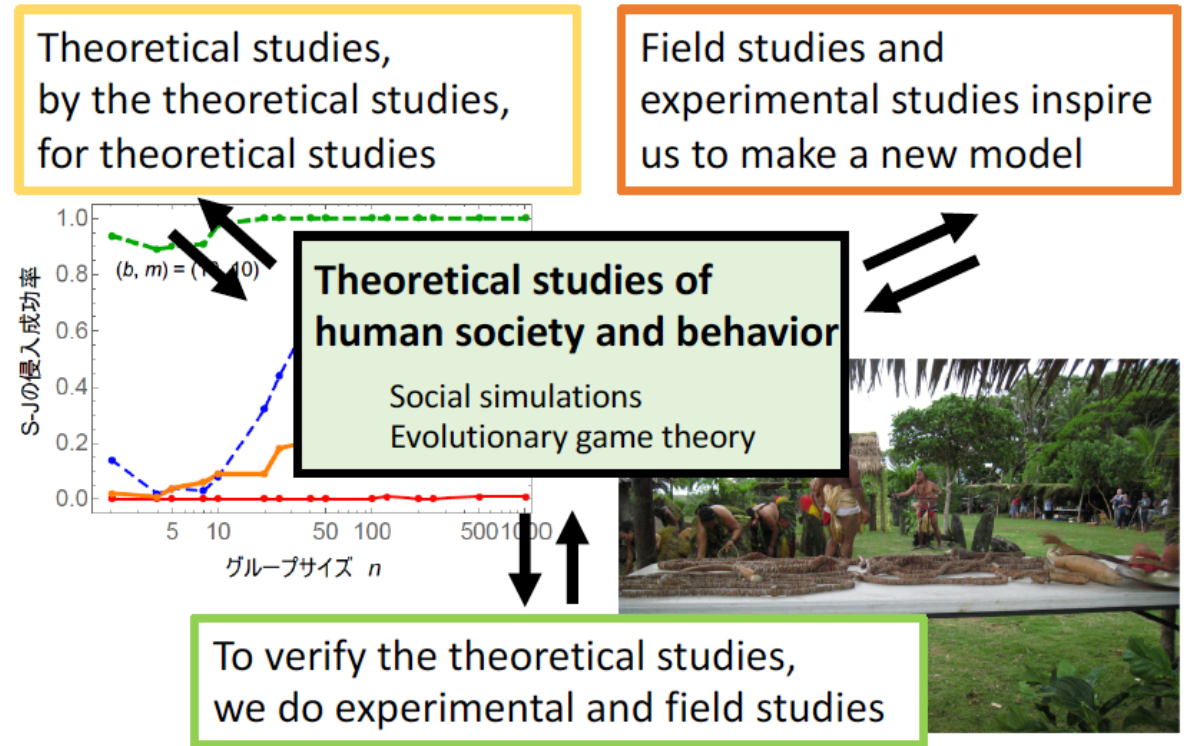 Theoretical studies,
by the theoretical studies,
for theoretical studies
Field studies and
experimental studies inspire
us to make a new model
1.0
0.8
0.6
0.4
0.2
0.0
S-Jの侵入成功率
(b, m) = (10, 10)
5 10 50 100 500 1000
グループサイズ n
Theoretical studies of
human society and behavior
Social simulations
Evolutionary game theory
To verify the theoretical studies,
we do experimental and field studies